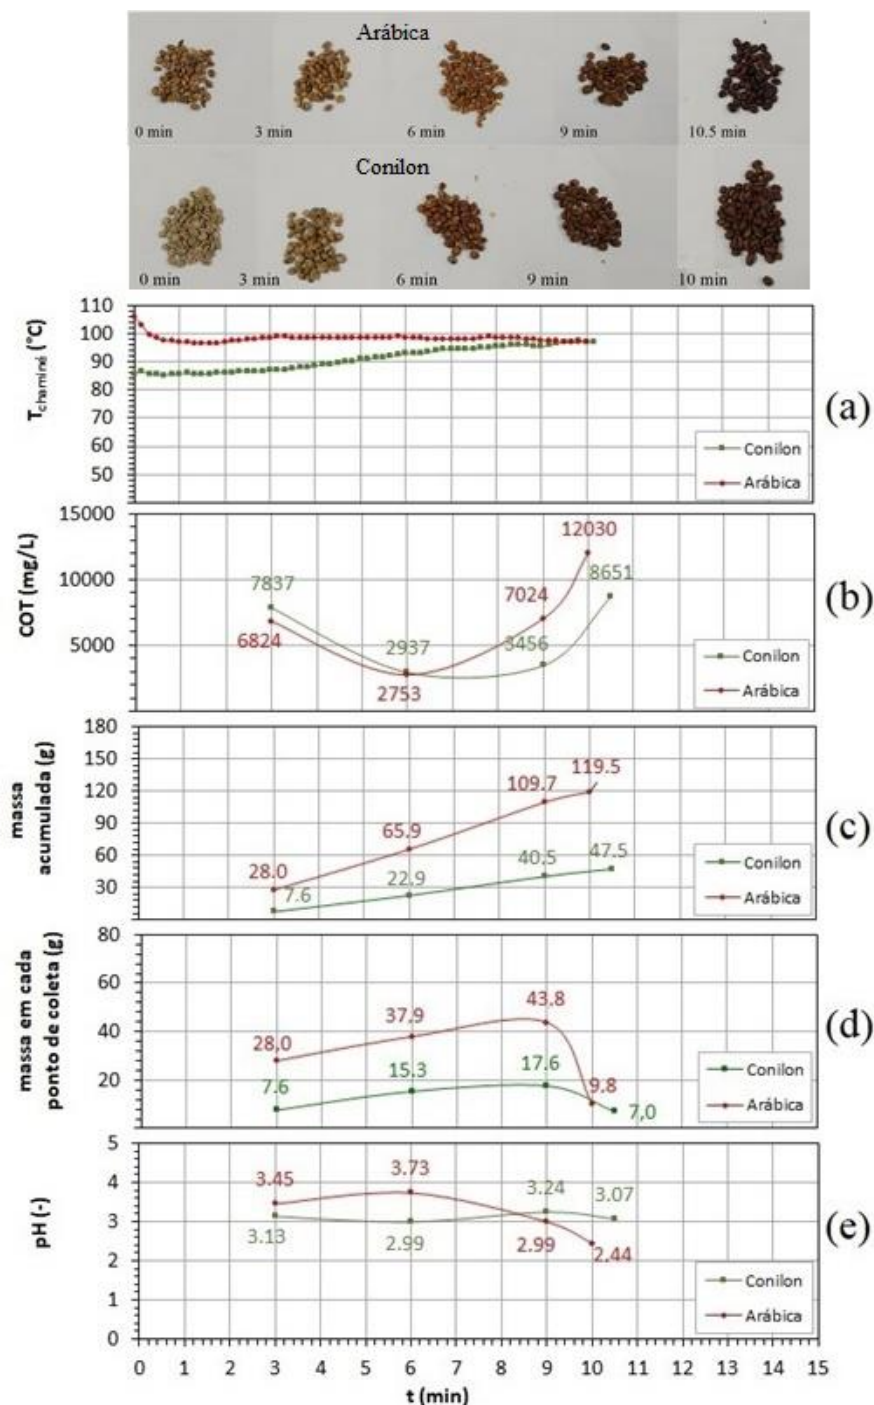 Arábica
0 min 3 min 6 min 9 min 10.5 min
Conilon
0 min 3 min 6 min 9 min 10 min
110
100
90
80
70
60
50
40
T chaminé (°C)
Conilon
Arábica
(a)
15000
10000
5000
COT (mg/L)
7837
6824
2937
2753
7024
3456
12030
8651
Conilon
Arábica
(b)
180
150
120
90
60
30
massa
acumulada (g)
28.0
7.6
65.9
22.9
109.7
40.5
119.5
47.5
Conilon
Arábica
(c)
80
60
40
20
massa em cada
ponto de coleta (g)
28,0
7.6
37.9
15.3
43.8
17.6
9.8
7,0
Conilon
Arábica
(d)
5
4
3
2
1
0
pH (-)
3.45
3.13
3.73
2.99
3.24
2.99
3.07
2.44
Conilon
Arábica
(e)
0 1 2 3 4 5 6 7 8 9 10 11 12 13 14 15
t (min)